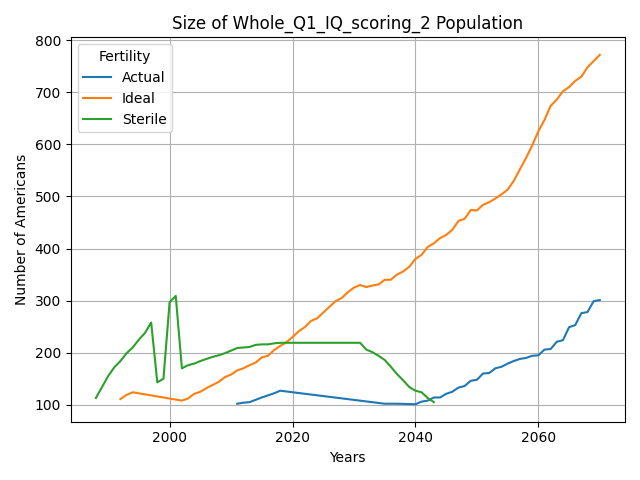 Size of Whole_Q1_IQ_scoring_2 Population
Fertility
Actual
Ideal
Sterile
Number of Americans
800
700
600
500
400
300
200
100
2000
2020
2040
2060
Years